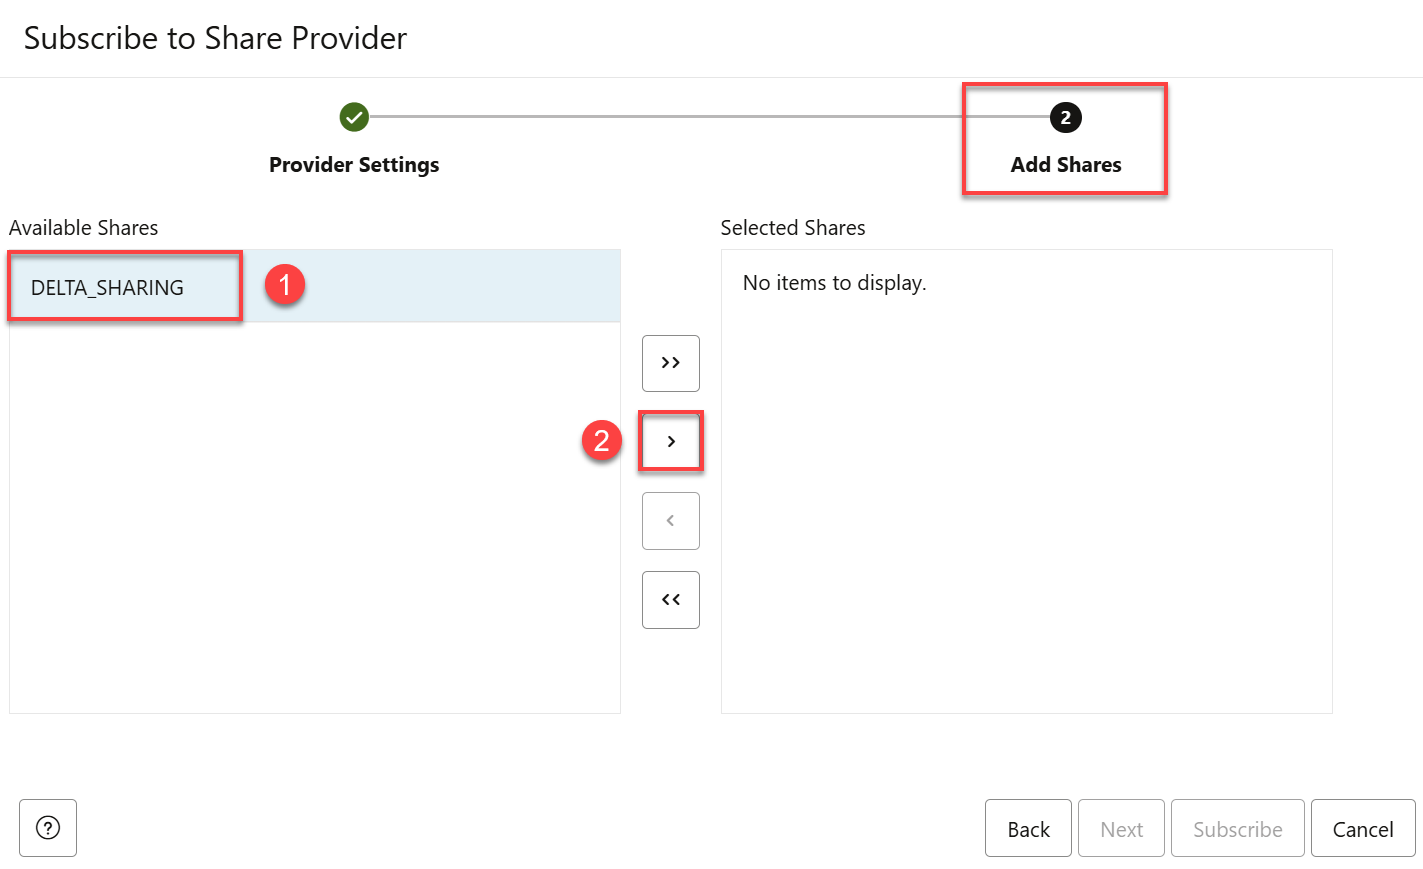 Subscribe to Share Provider
2
Provider Settings
Add Shares
Available Shares
Selected Shares
DELTA_SHARING
1
No items to display.
>>
2
>
<
<<
?
Back
Next
Subscribe
Cancel